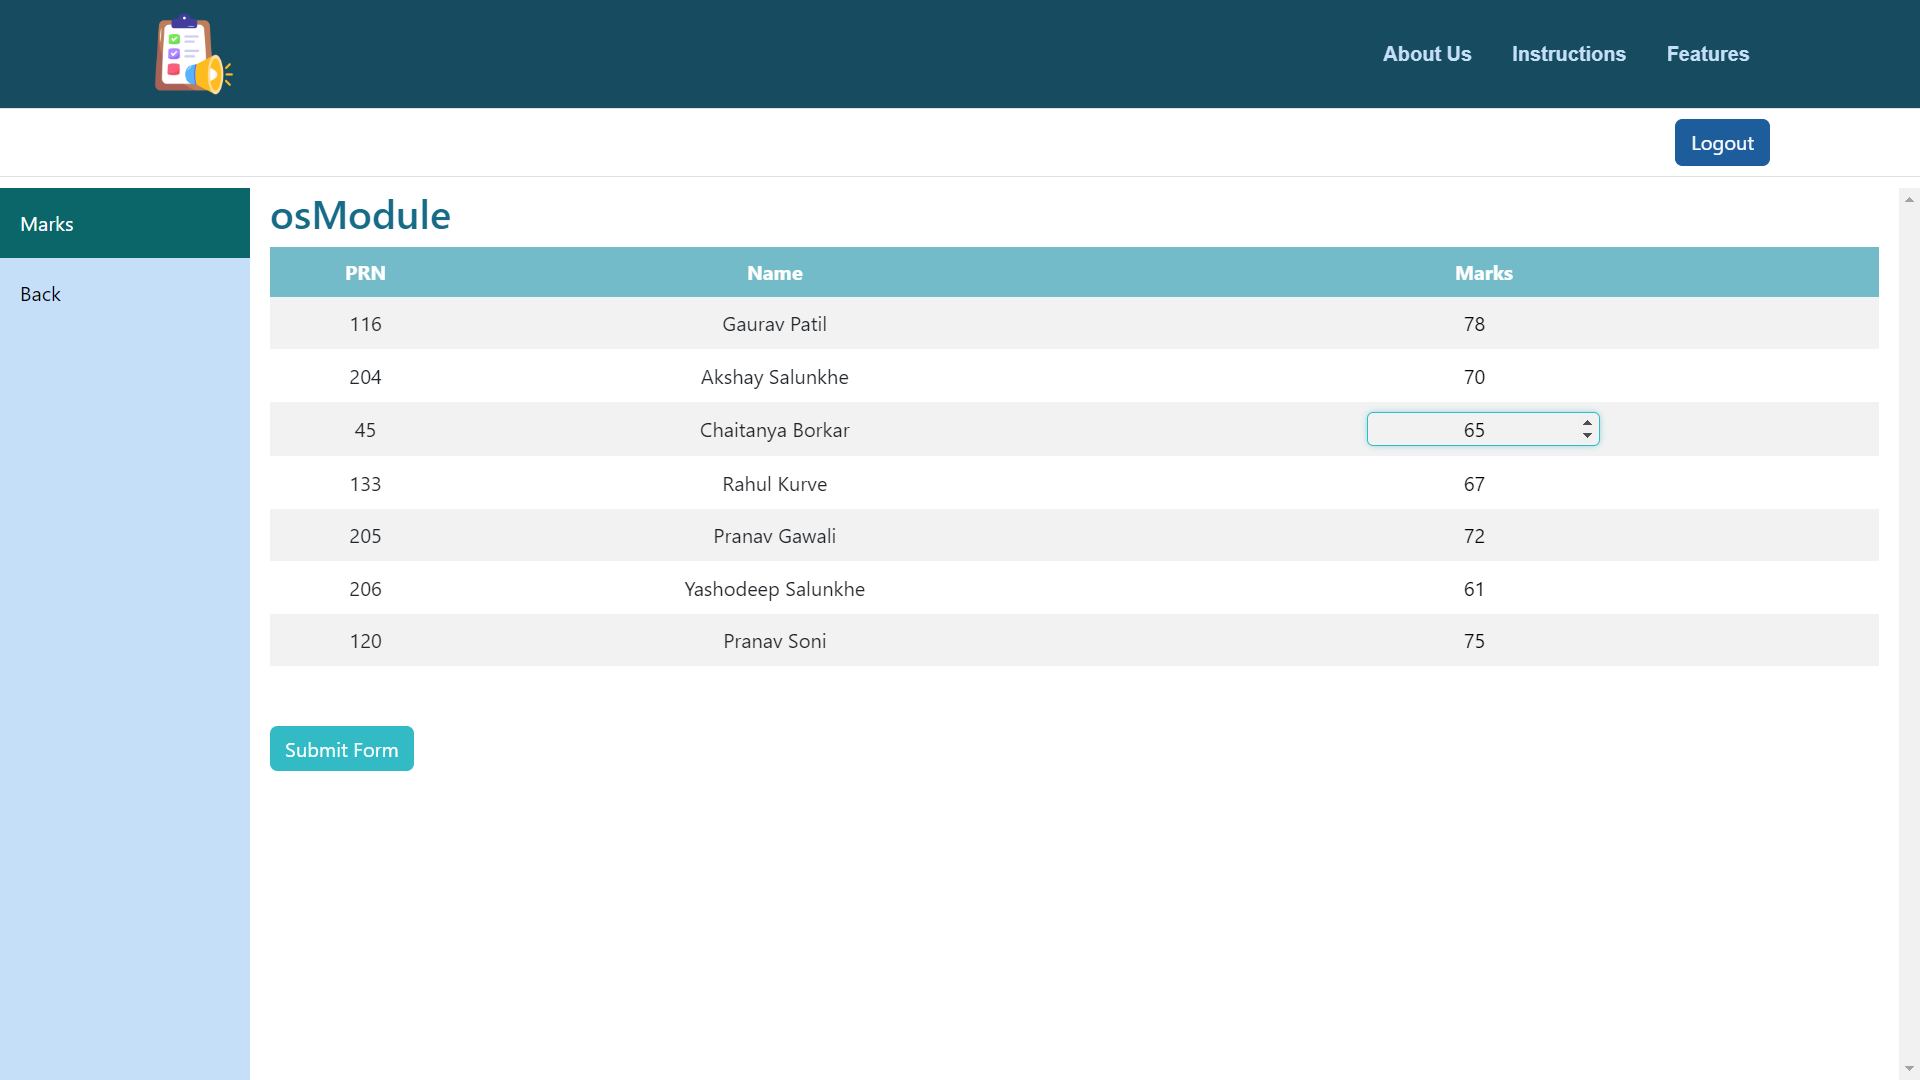 About Us Instructions Features
Logout
Marks
Back
osModule
PRN Name Marks
116 Gaurav Patil 78
204 Akshay Salunkhe 70
45 Chaitanya Borkar 65
133 Rahul Kurve 67
205 Pranav Gawali 72
206 Yashodeep Salunkhe 61
120 Pranav Soni 75
Submit Form